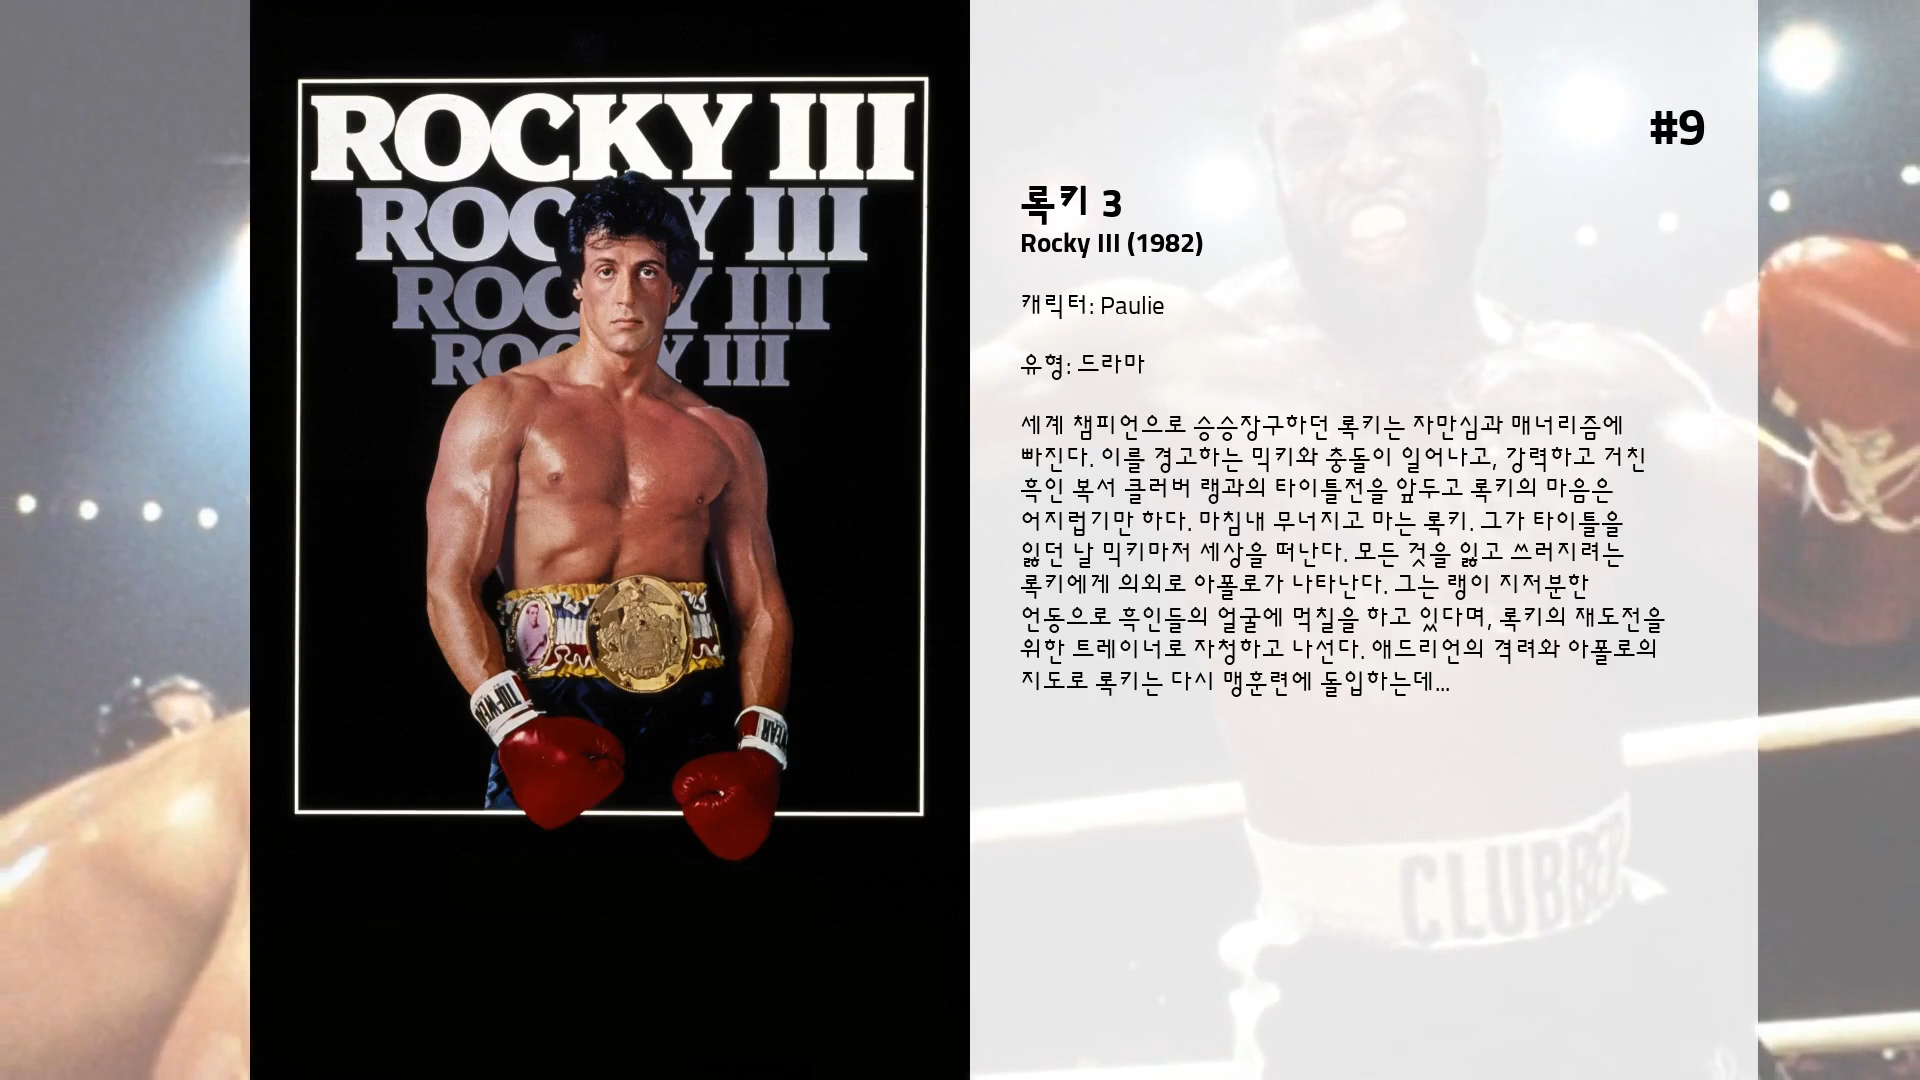 ROCKY III
ROCKY III
ROCKY III
ROCKY III
#9
록키 3
Rocky III (1982)
캐릭터: Paulie
유형: 드라마
세계 챔피언으로 승승장구하던 록키는 자만심과 매너리즘에
빠진다. 이를 경고하는 믹키와 충돌이 일어나고, 강력하고 거친
흑인 복서 클러버 랭과의 타이틀전을 앞두고 록키의 마음은
어지럽기만 하다. 마침내 무너지고 마는 록키. 그가 타이틀을
잃던 날 믹키마저 세상을 떠난다. 모든 것을 잃고 쓰러지려는
록키에게 의외로 아폴로가 나타난다. 그는 랭이 지저분한
언동으로 흑인들의 얼굴에 먹칠을 하고 있다며, 록키의 재도전을
위한 트레이너로 자청하고 나선다. 애드리언의 격려와 아폴로의
지도로 록키는 다시 맹훈련에 돌입하는데...
CLUBBER